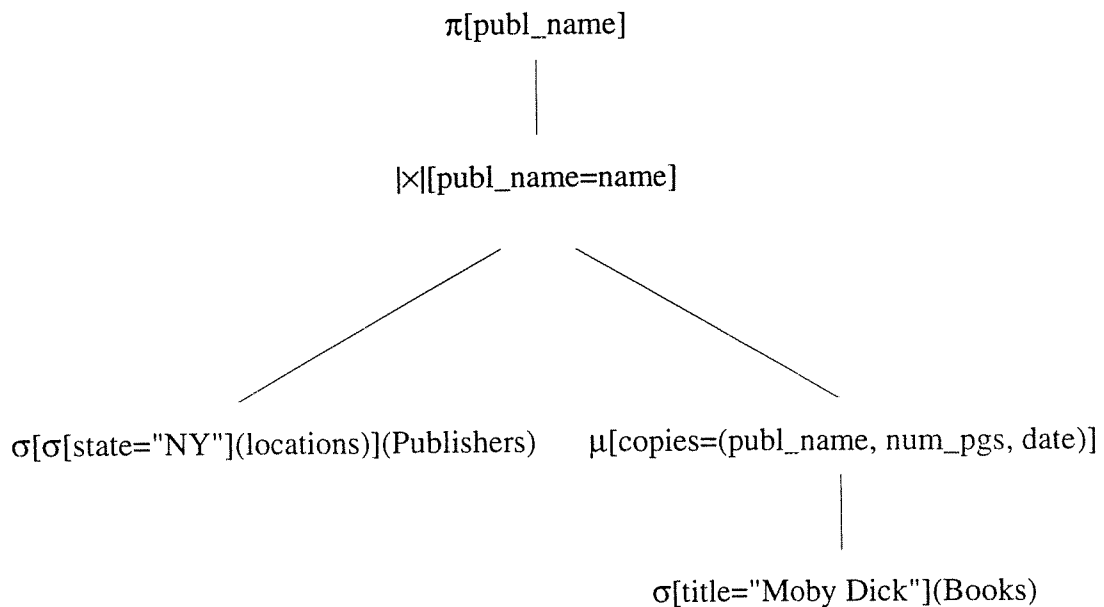 π[publ_name]
|×|[publ_name=name]
σ[σ[state="NY"](locations)](Publishers)
μ[copies=(publ_name, num_pgs, date)]
σ[title="Moby Dick"](Books)